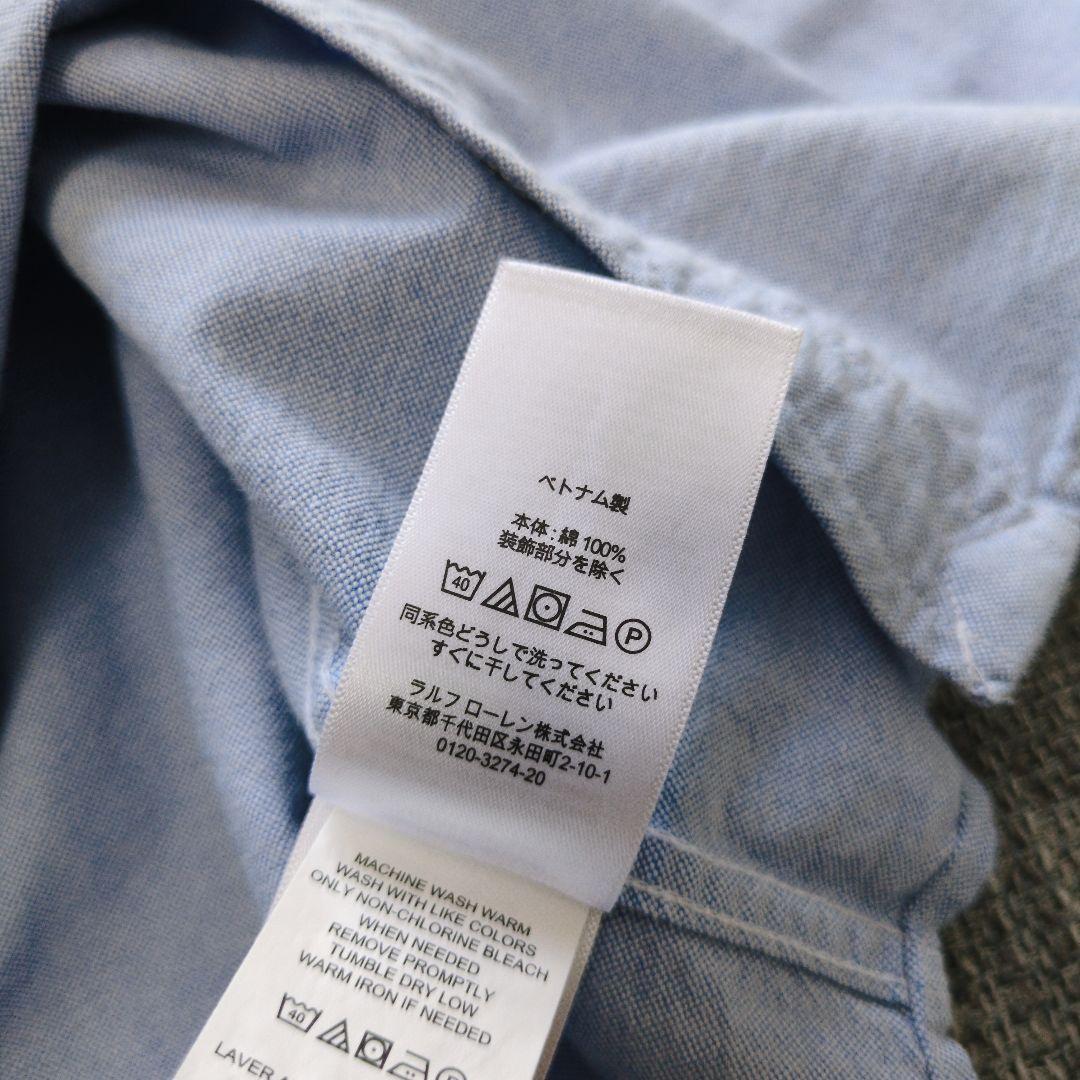 ベトナム製
本体：綿 100%
装飾部分を除く
40 P
同系色どうしで洗ってください
すぐに干してください
ラルフ ローレン株式会社
東京都千代田区永田町2-10-1
0120-3274-20
MACHINE WASH WARM
WASH WITH LIKE COLORS
ONLY NON-CHLORINE BLEACH
WHEN NEEDED
REMOVE PROMPTLY
TUMBLE DRY LOW
WARM IRON IF NEEDED
40
LAVER